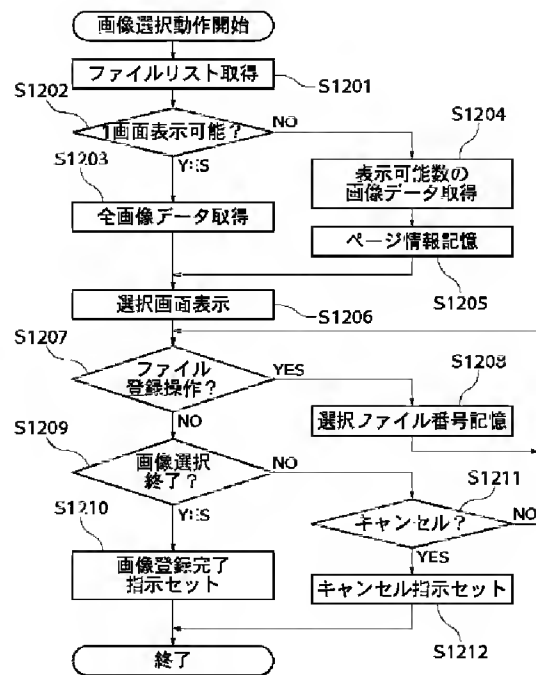 画像選択動作開始
ファイルリスト取得
S1201
S1202
1画面表示可能？
NO
YES
S1204
S1203
表示可能数の
画像データ取得
全画像データ取得
ページ情報記憶
S1205
選択画面表示
S1206
S1207
ファイル
登録操作？
YES
NO
S1208
選択ファイル番号記憶
S1209
画像選択
終了？
NO
YES
S1211
キャンセル？
NO
YES
S1210
画像登録完了
指示セット
キャンセル指示セット
S1212
終了